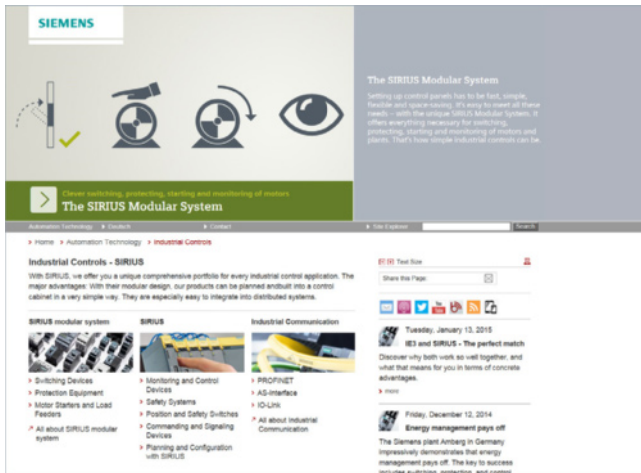 SIEMENS
The SIRIUS Modular System
Setting up control panels has to be fast, simple,
flexible and space-saving. It's easy to meet all these
needs – with the unique SIRIUS Modular System. It
offers everything necessary for switching,
protecting, starting and monitoring of motors and
plants. That's how simple industrial controls can be.
Clever switching, protecting, starting and monitoring of motors
The SIRIUS Modular System
Automation Technology Deutsch Contact Site Explorer Search
Home Automation Technology Industrial Controls
Industrial Controls - SIRIUS
With SIRIUS, we offer you a unique comprehensive portfolio for every industrial control application. The
major advantages: With their modular design, our products can be planned andbuilt into a control
cabinet in a very simple way. They are especially easy to integrate into distributed systems.
SIRIUS modular system
Switching Devices
Protection Equipment
Motor Starters and Load
Feeders
All about SIRIUS modular
system
SIRIUS
Monitoring and Control
Devices
Safety Systems
Position and Safety Switches
Commanding and Signaling
Devices
Planning and Configuration
with SIRIUS
Industrial Communication
PROFINET
AS-Interface
IO-Link
All about Industrial
Communication
Text Size
Share this Page:
Tuesday, January 13, 2015
IE3 and SIRIUS - The perfect match
Discover why both work so well together, and
what that means for you in terms of concrete
advantages.
more
Friday, December 12, 2014
Energy management pays off
The Siemens plant Amberg in Germany
impressively demonstrates that energy
management pays off. The key to success
includes switching, protection, and control